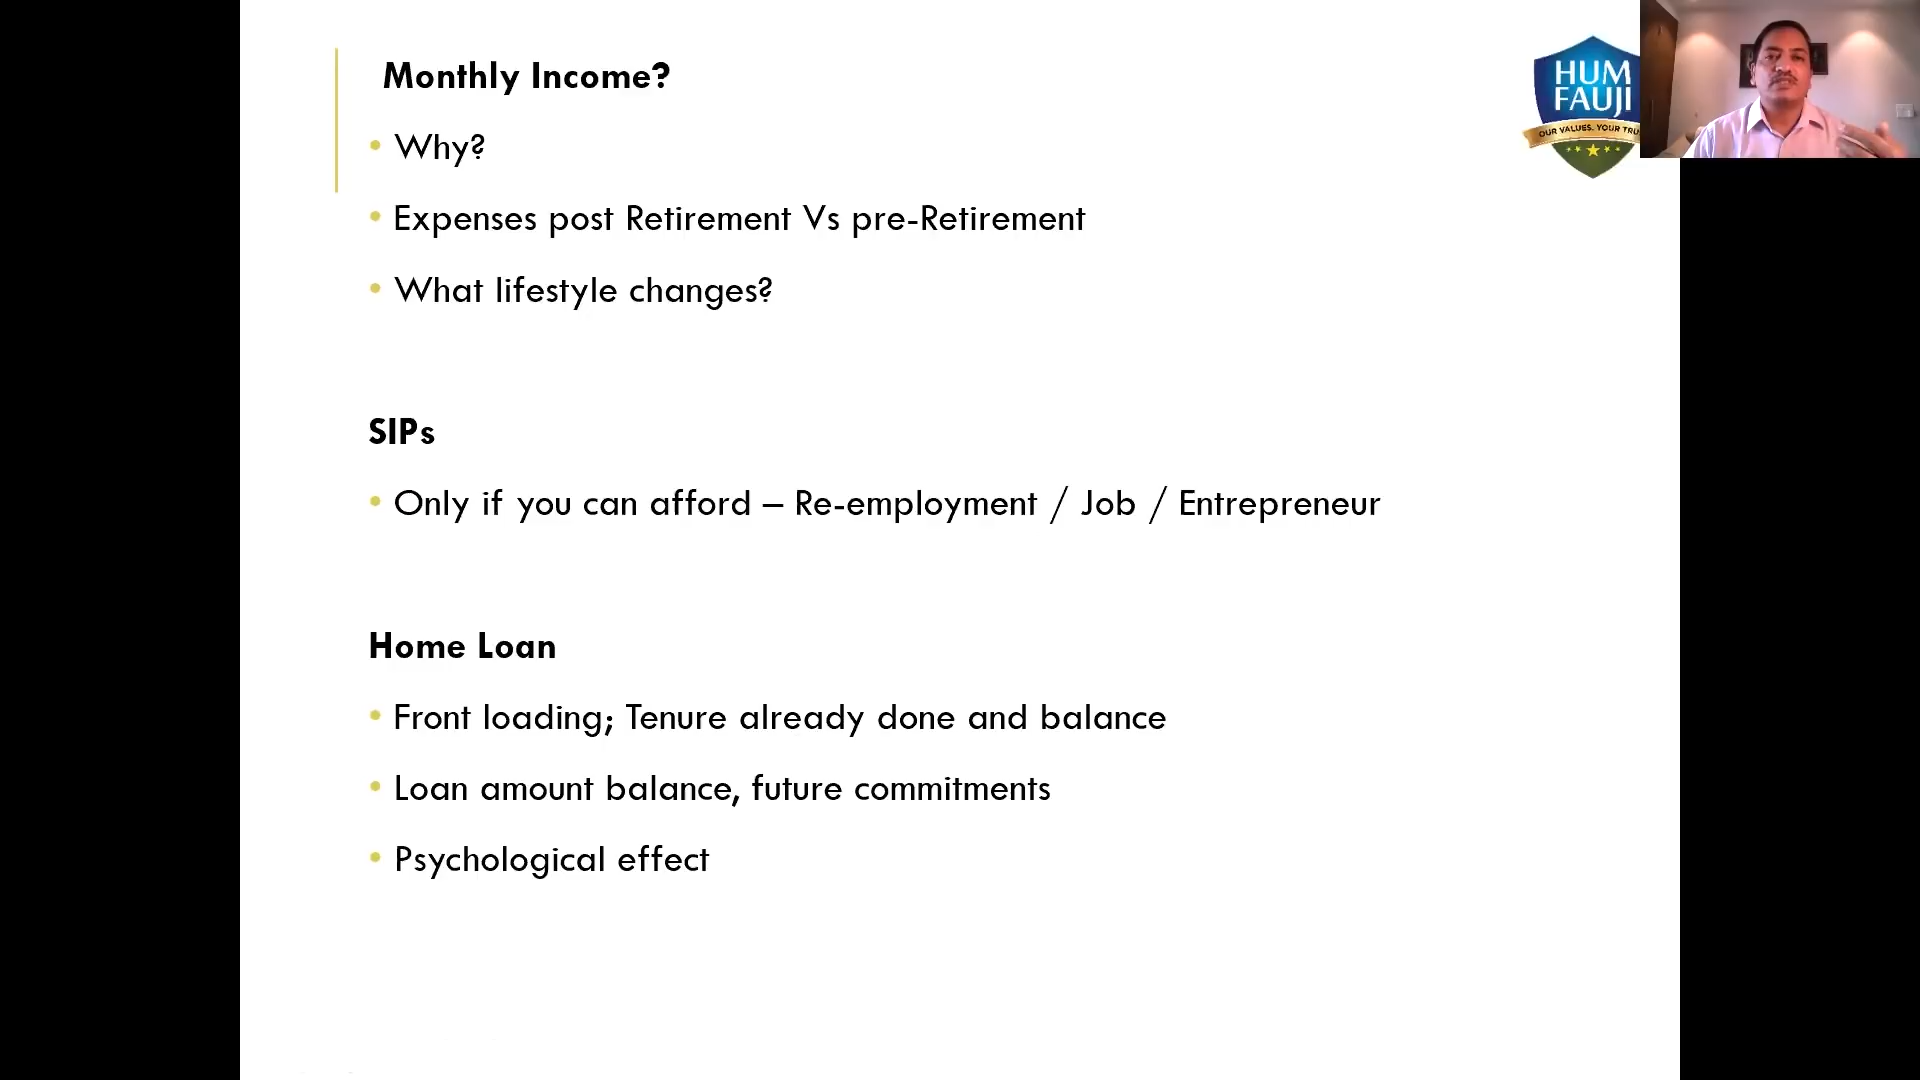 Monthly Income?
• Why?
• Expenses post Retirement Vs pre-Retirement
• What lifestyle changes?
SIPs
• Only if you can afford – Re-employment / Job / Entrepreneur
Home Loan
• Front loading; Tenure already done and balance
• Loan amount balance, future commitments
• Psychological effect
HUM
FAUJI
OUR VALUES. YOUR